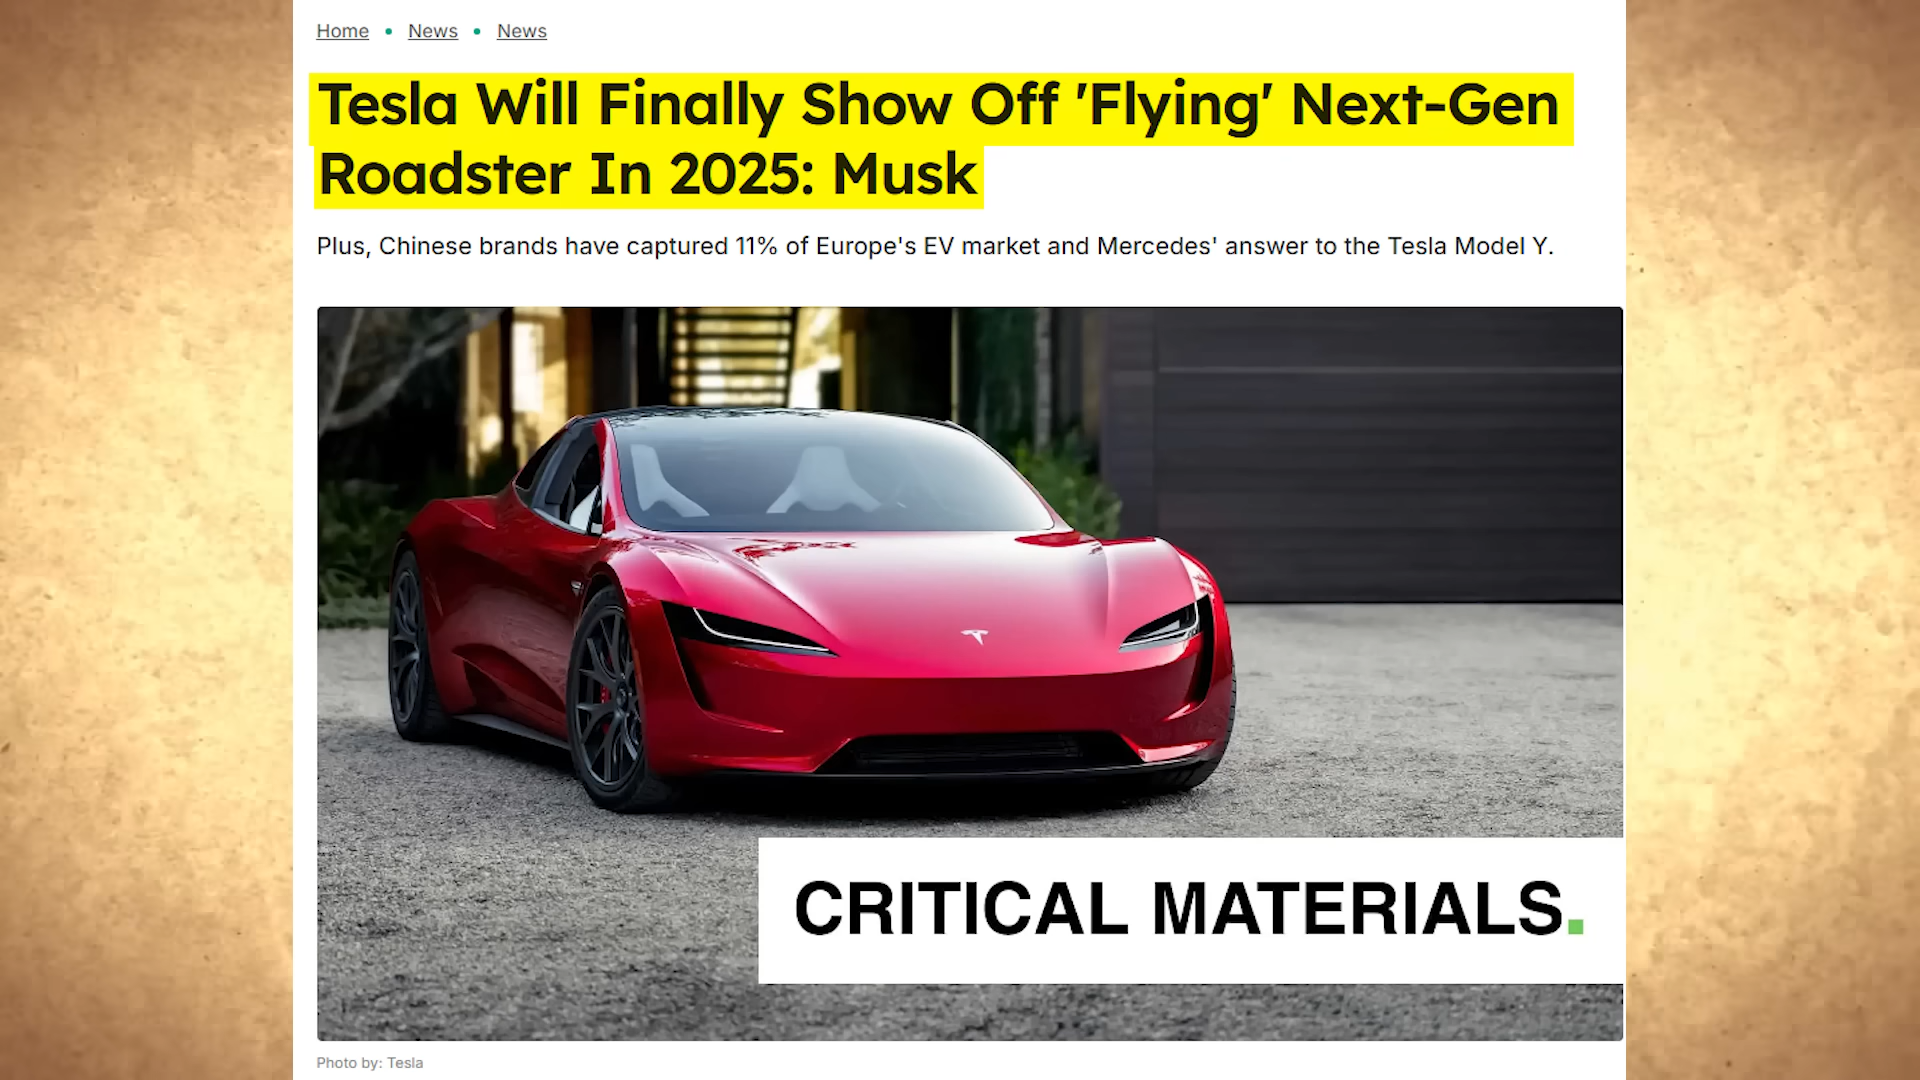 Home • News • News
Tesla Will Finally Show Off 'Flying' Next-Gen
Roadster In 2025: Musk
Plus, Chinese brands have captured 11% of Europe's EV market and Mercedes' answer to the Tesla Model Y.
CRITICAL MATERIALS.
Photo by: Tesla